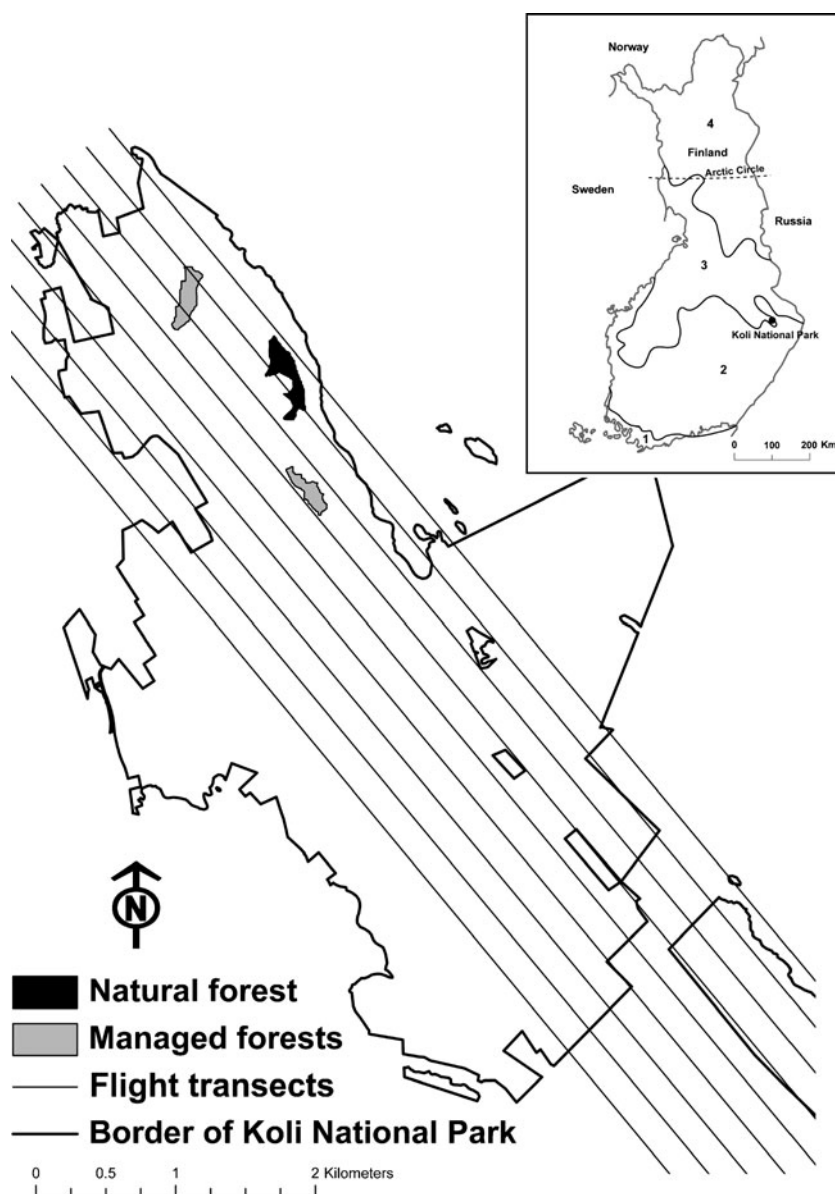 Norway
4
Finland
Arctic Circle
Sweden
Russia
3
Koli National Park
2
1
0 100 200 Km
N
Natural forest
Managed forests
Flight transects
Border of Koli National Park
0 0.5 1 2 Kilometers